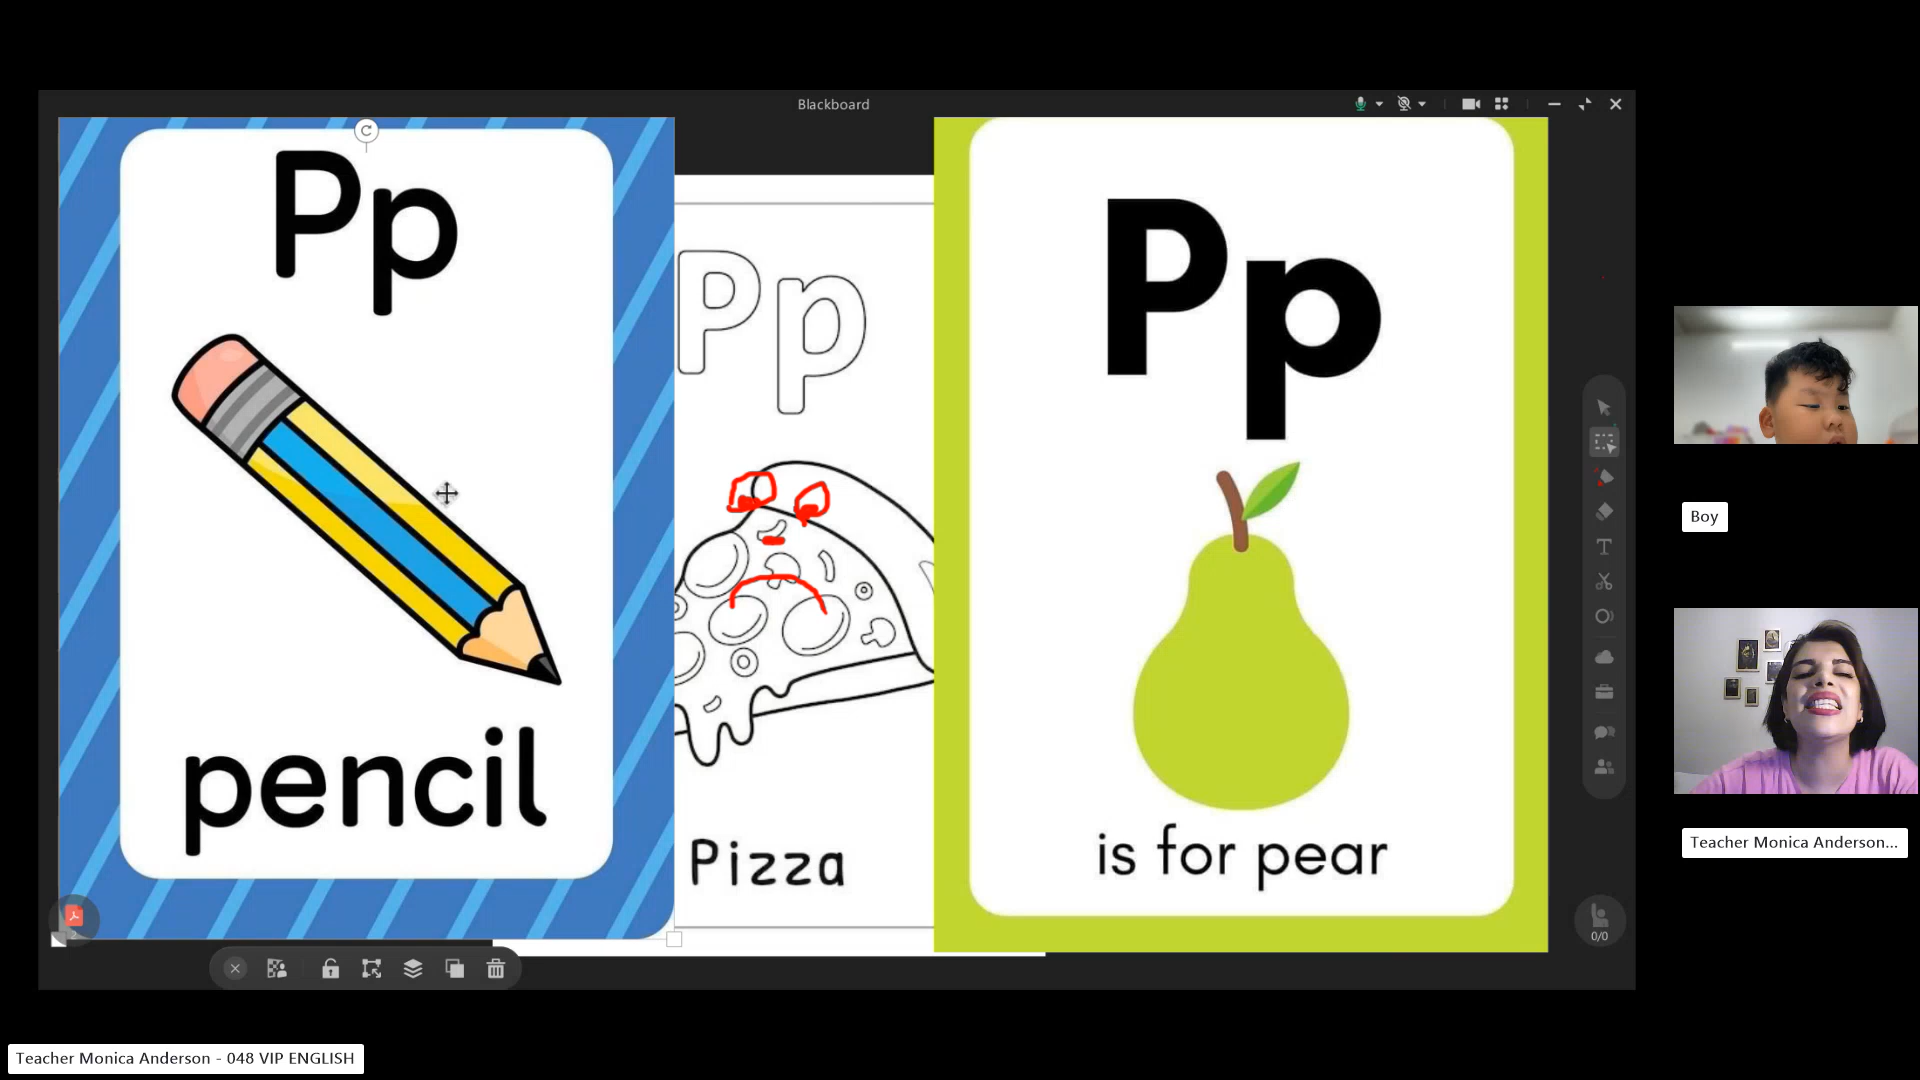 Blackboard
Pp
pencil
Pp
Pizza
Pp
is for pear
0/0
Boy
Teacher Monica Anderson...
Teacher Monica Anderson - 048 VIP ENGLISH